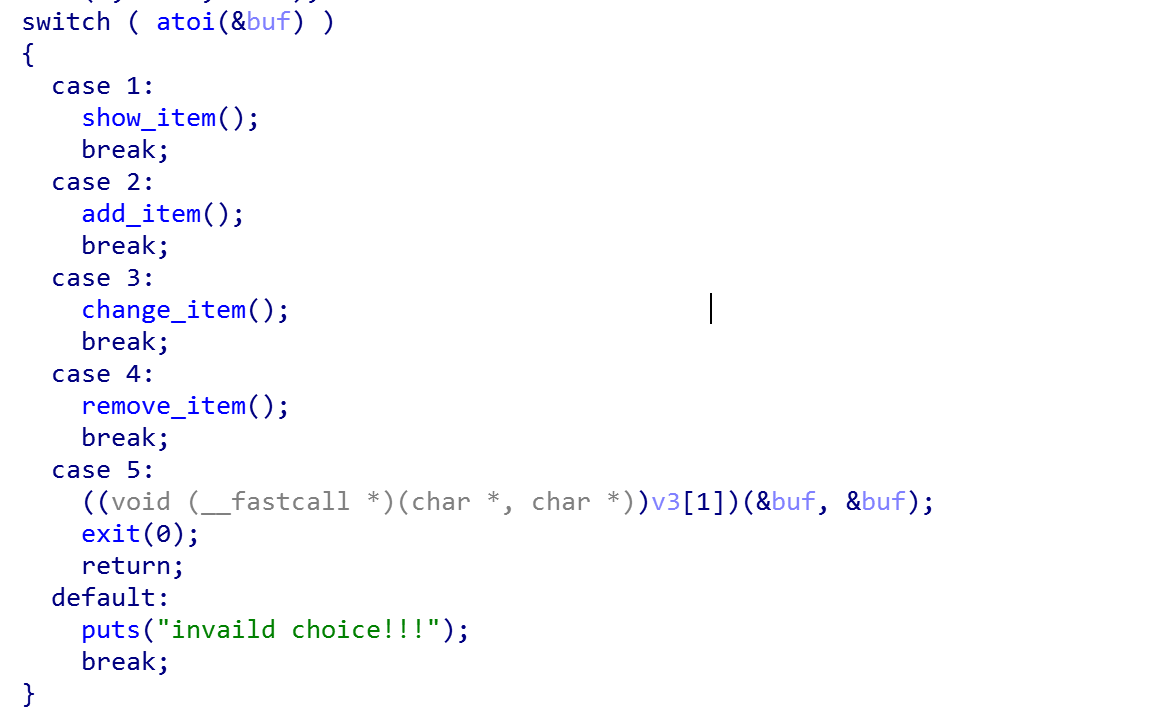 switch ( atoi(&buf) )
{
  case 1:
    show_item();
    break;
  case 2:
    add_item();
    break;
  case 3:
    change_item();
    break;
  case 4:
    remove_item();
    break;
  case 5:
    ((void (__fastcall *)(char *, char *))v3[1])(&buf, &buf);
    exit(0);
    return;
  default:
    puts("invaild choice!!!");
    break;
}